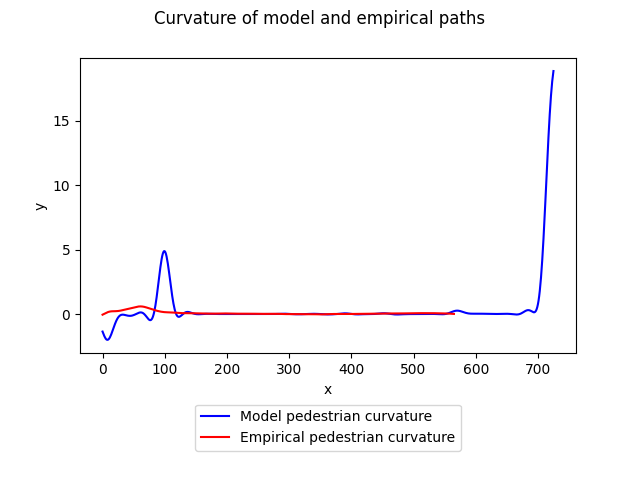 Curvature of model and empirical paths
y
15
10
5
0
0 100 200 300 400 500 600 700
x
Model pedestrian curvature
Empirical pedestrian curvature